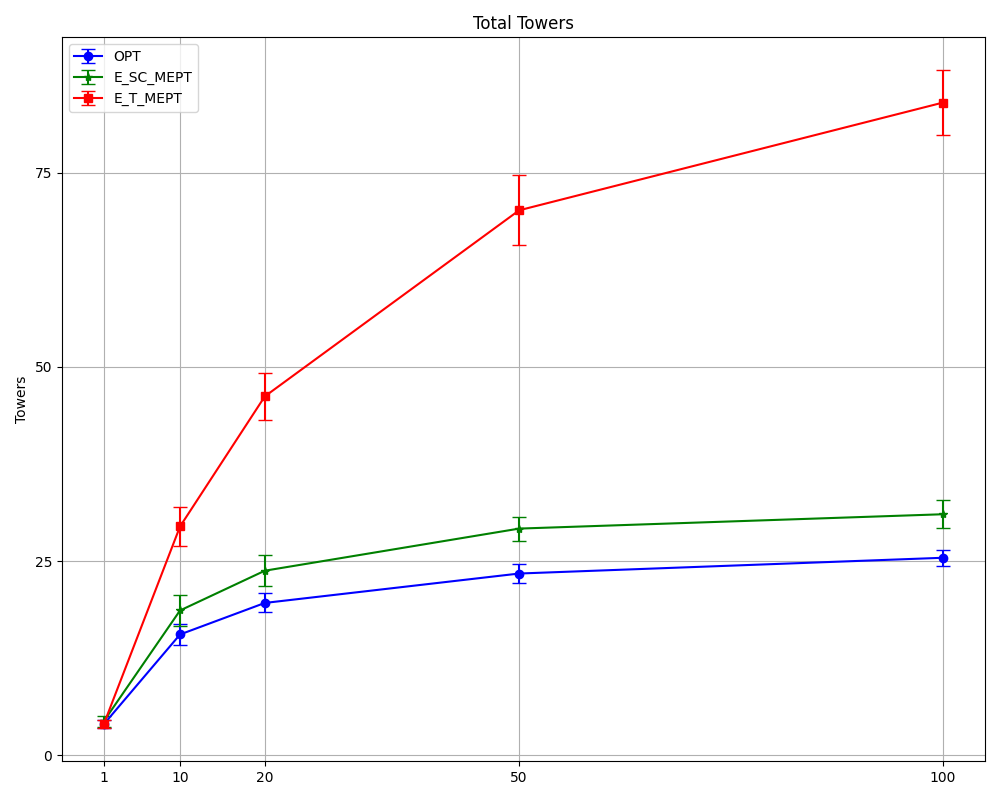 Total Towers
OPT
E_SC_MEPT
E_T_MEPT
75
50
25
0
Towers
1 10 20 50 100